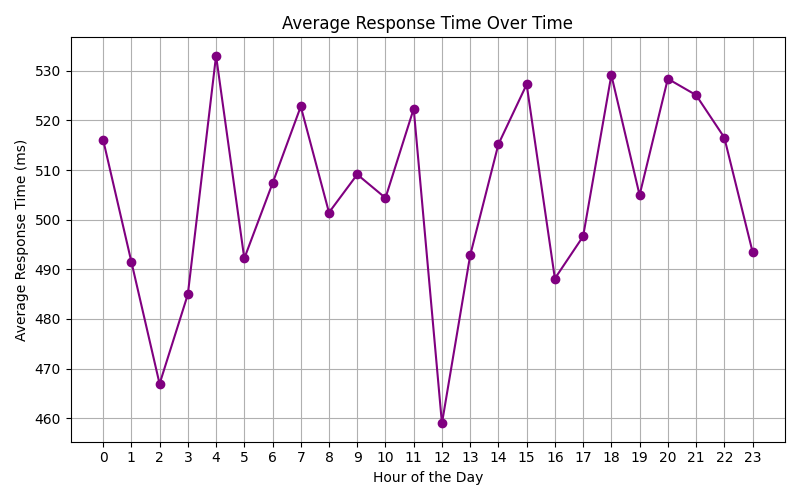 Average Response Time Over Time
Average Response Time (ms)
530
520
510
500
490
480
470
460
0 1 2 3 4 5 6 7 8 9 10 11 12 13 14 15 16 17 18 19 20 21 22 23
Hour of the Day